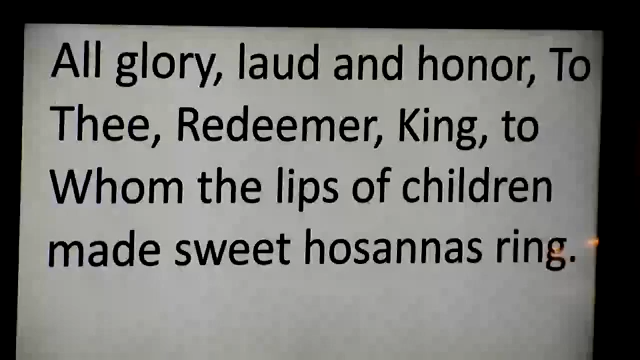 All glory, laud and honor, To
Thee, Redeemer, King, to
Whom the lips of children
made sweet hosannas ring.